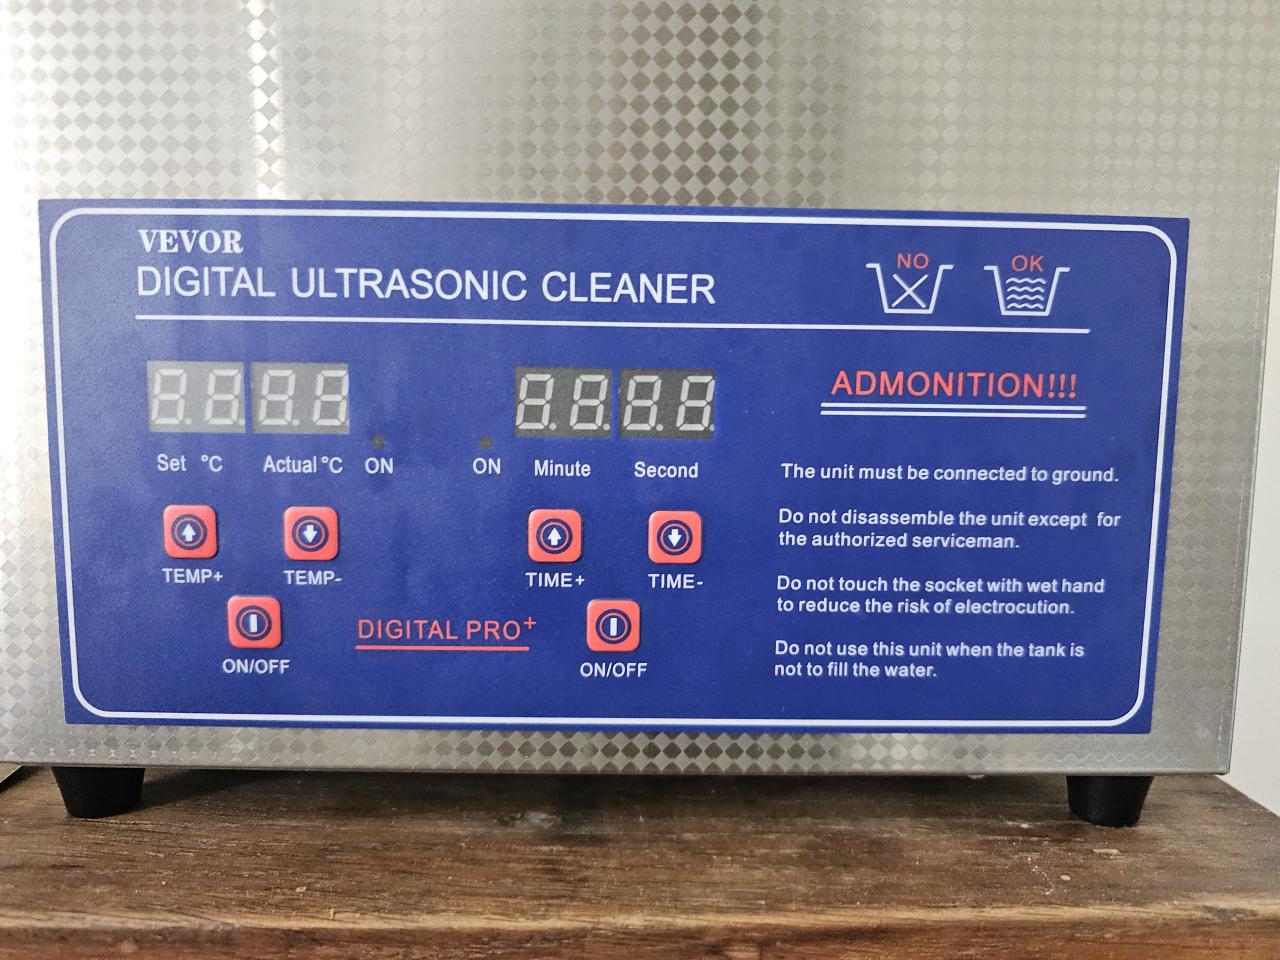 VEVOR
DIGITAL ULTRASONIC CLEANER
NO
OK
Set °C
Actual °C
ON
ON
Minute
Second
TEMP+
TEMP-
TIME+
TIME-
ON/OFF
DIGITAL PRO+
ON/OFF
ADMONITION!!!
The unit must be connected to ground.
Do not disassemble the unit except for
the authorized serviceman.
Do not touch the socket with wet hand
to reduce the risk of electrocution.
Do not use this unit when the tank is
not to fill the water.